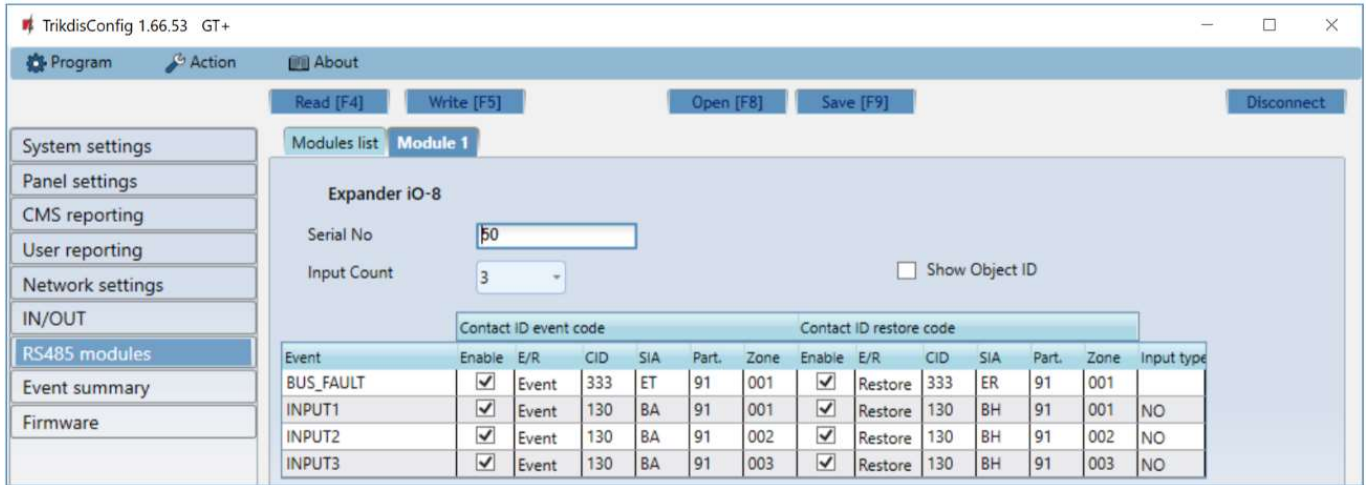 TrikdisConfig 1.66.53 GT+
Program Action About
Read [F4] Write [F5] Open [F8] Save [F9] Disconnect
System settings
Panel settings
CMS reporting
User reporting
Network settings
IN/OUT
RS485 modules
Event summary
Firmware
Modules list Module 1
Expander iO-8
Serial No 50
Input Count 3 Show Object ID
Contact ID event code Contact ID restore code
Event Enable E/R CID SIA Part. Zone Enable E/R CID SIA Part. Zone Input type
BUS_FAULT Event 333 ET 91 001 Restore 333 ER 91 001
INPUT1 Event 130 BA 91 001 Restore 130 BH 91 001 NO
INPUT2 Event 130 BA 91 002 Restore 130 BH 91 002 NO
INPUT3 Event 130 BA 91 003 Restore 130 BH 91 003 NO